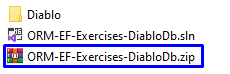 Diablo
ORM-EF-Exercises-DiabloDb.sln
ORM-EF-Exercises-DiabloDb.zip